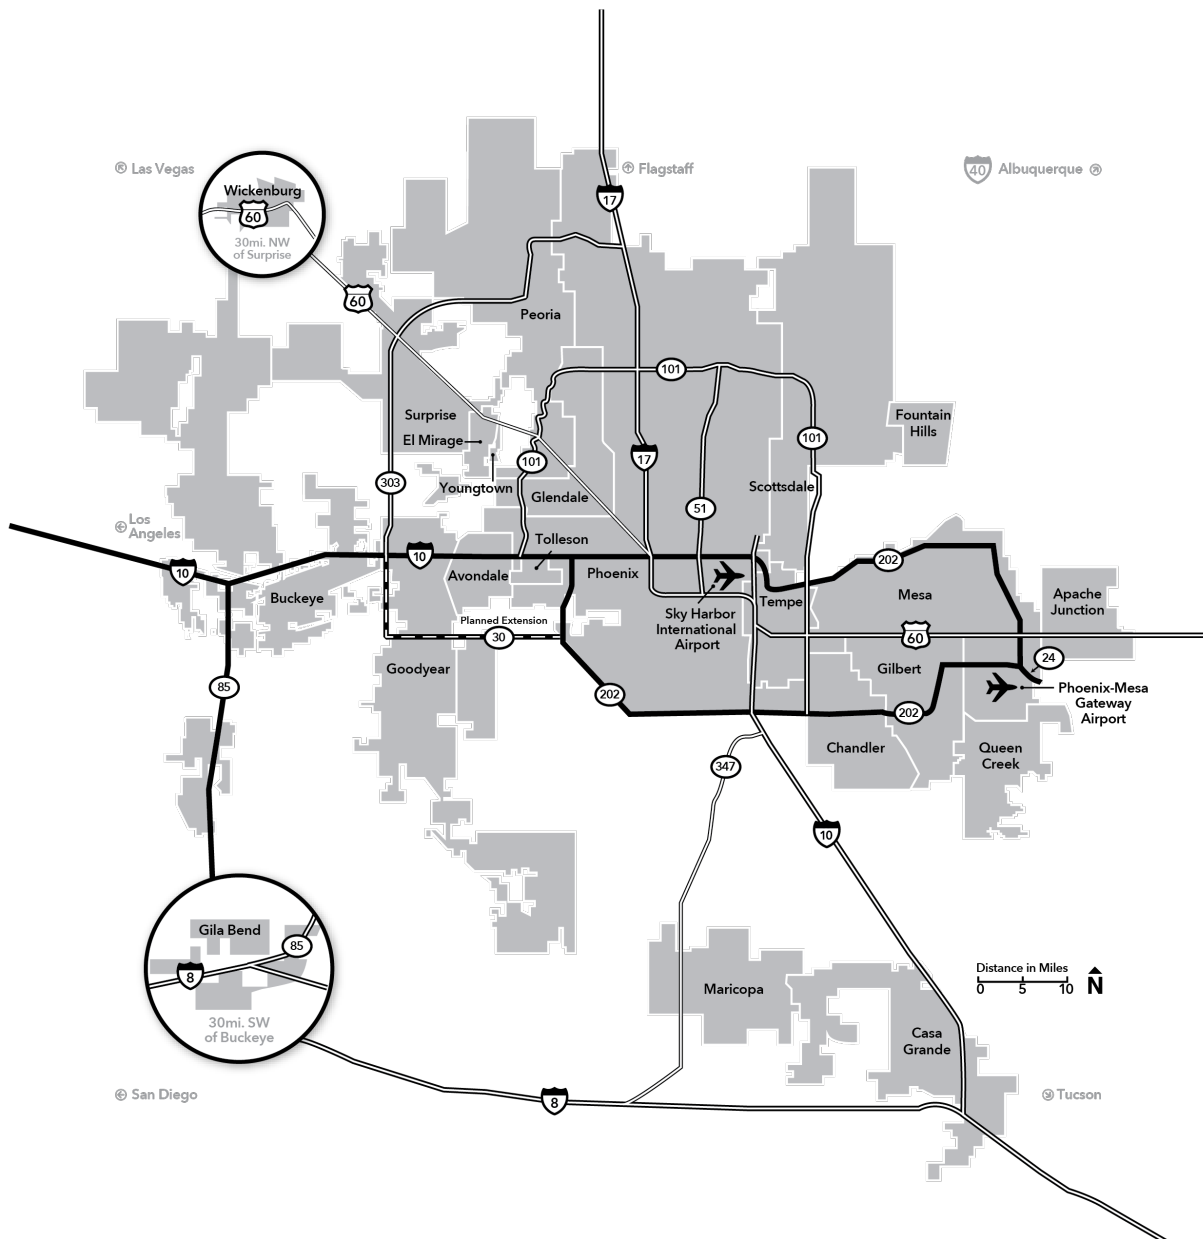 Las Vegas
Flagstaff
40
Albuquerque
Wickenburg
60
30mi. NW
of Surprise
17
60
Peoria
101
Surprise
El Mirage
Fountain
Hills
101
17
101
303
Youngtown
Glendale
Scottsdale
51
Los
Angeles
Tolleson
10
10
Avondale
Phoenix
202
Buckeye
Tempe
Mesa
Apache
Junction
Sky Harbor
International
Airport
Planned Extension
30
60
Goodyear
Gilbert
24
85
202
Phoenix-Mesa
Gateway
Airport
202
Chandler
Queen
Creek
347
10
Gila Bend
85
8
30mi. SW
of Buckeye
Maricopa
Distance in Miles
0 5 10
N
Casa
Grande
San Diego
8
Tucson